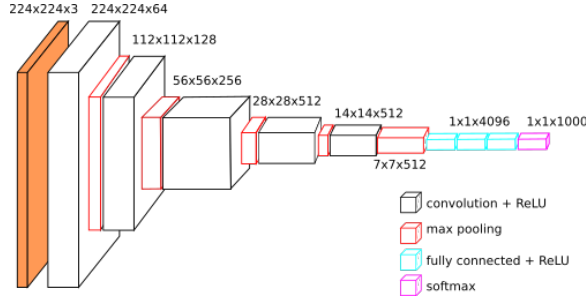 224x224x3
224x224x64
112x112x128
56x56x256
28x28x512
14x14x512
7x7x512
1x1x4096
1x1x1000
convolution + ReLU
max pooling
fully connected + ReLU
softmax